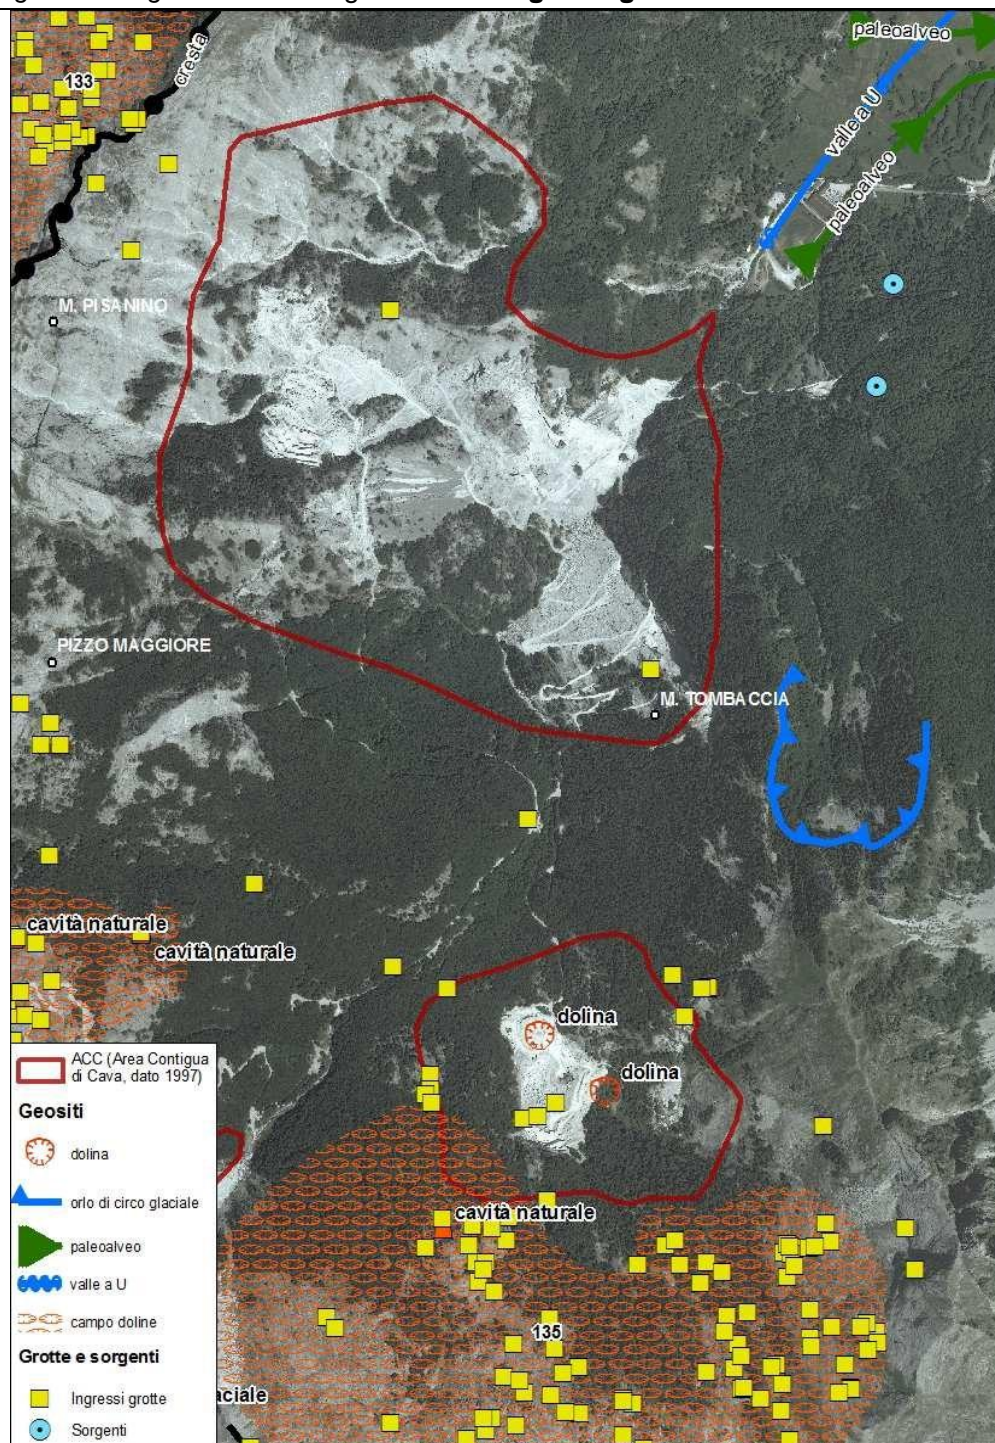 paleoalveo
cresta
133
valle a U
paleoalveo
M. PISANINO
PIZZO MAGGIORE
M. TOMBACCIA
cavità naturale
cavità naturale
dolina
dolina
ACC (Area Contigua
di Cava, dato 1997)
Geositi
dolina
orlo di circo glaciale
cavità naturale
paleoalveo
valle a U
campo doline
135
Grotte e sorgenti
aciale
Ingressi grotte
Sorgenti